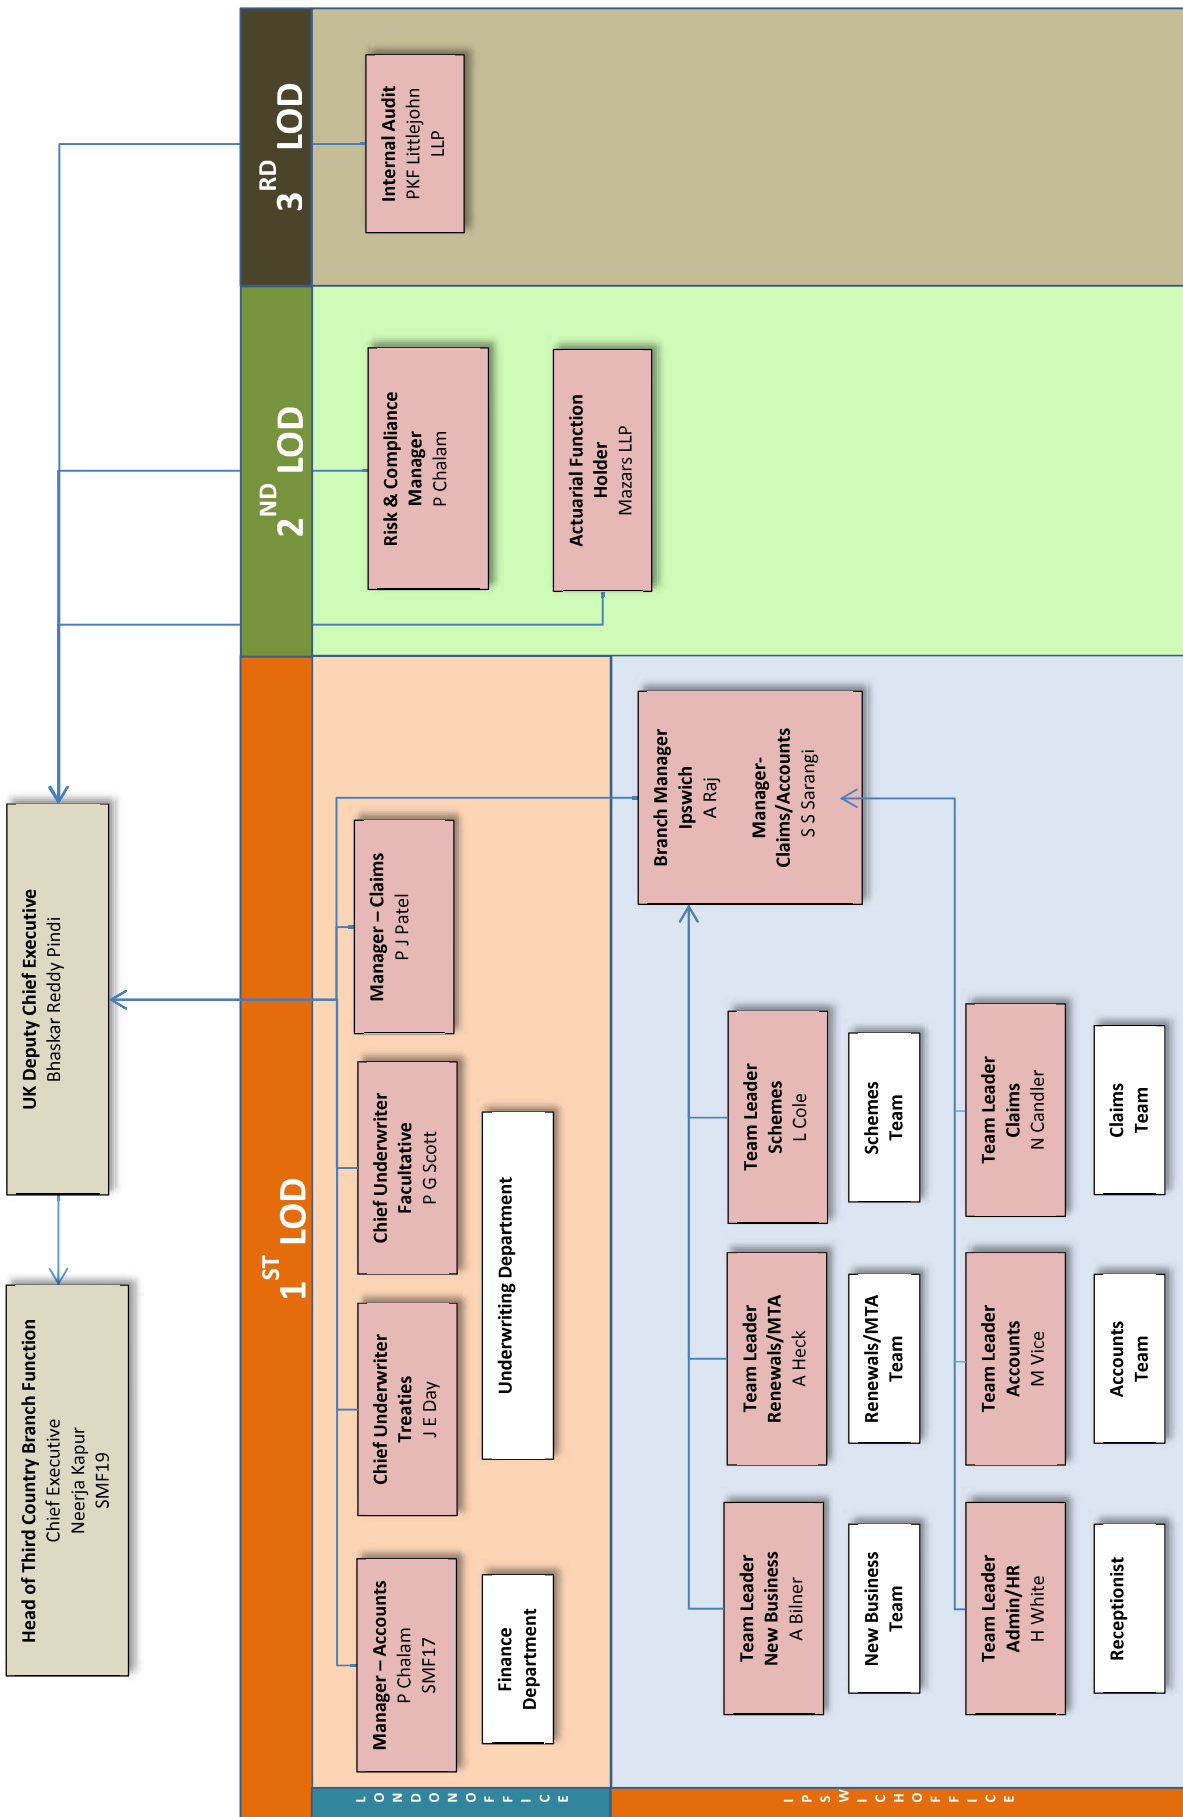 Head of Third Country Branch Function
Chief Executive
Neerja Kapur
SMF19
UK Deputy Chief Executive
Bhaskar Reddy Pindi
1ST LOD
2ND LOD
3RD LOD
LONDON OFFICE
Manager – Accounts
P Chalam
SMF17
Chief Underwriter
Treaties
J E Day
Chief Underwriter
Facultative
P G Scott
Manager – Claims
P J Patel
Finance
Department
Underwriting Department
Risk & Compliance
Manager
P Chalam
Actuarial Function
Holder
Mazars LLP
Internal Audit
PKF Littlejohn
LLP
IPSWICH OFFICE
Branch Manager
Ipswich
A Raj
Manager-
Claims/Accounts
S S Sarangi
Team Leader
New Business
A Bilner
Team Leader
Renewals/MTA
A Heck
Team Leader
Schemes
L Cole
New Business
Team
Renewals/MTA
Team
Schemes
Team
Team Leader
Admin/HR
H White
Team Leader
Accounts
M Vice
Team Leader
Claims
N Candler
Receptionist
Accounts
Team
Claims
Team